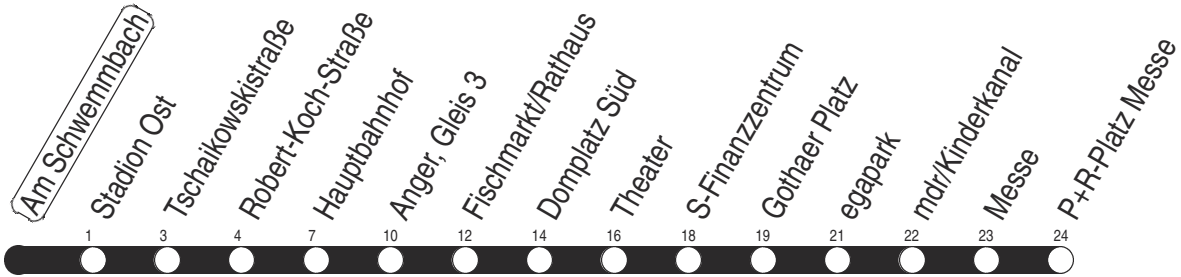 Am Schwemmbach
Stadion Ost
Tschaikowskistraße
Robert-Koch-Straße
Hauptbahnhof
Anger, Gleis 3
Fischmarkt/Rathaus
Domplatz Süd
Theater
S-Finanzzentrum
Gothaer Platz
egapark
mdr/Kinderkanal
Messe
P+R-Platz Messe
1 3 4 7 10 12 14 16 18 19 21 22 23 24